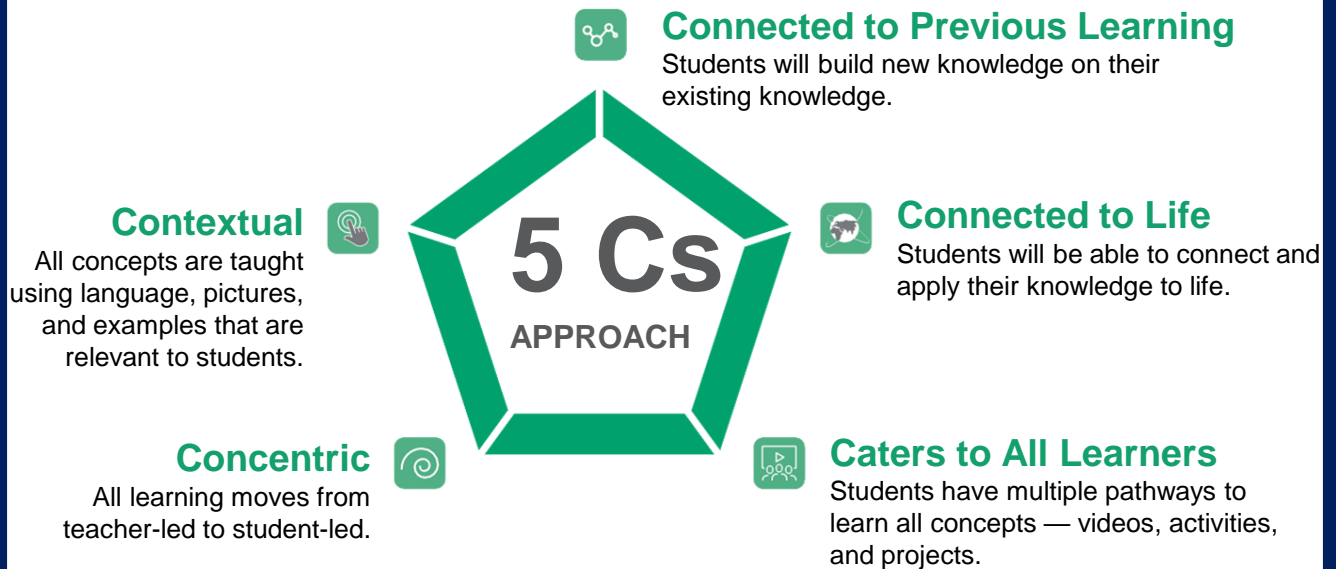 Connected to Previous Learning
Students will build new knowledge on their
existing knowledge.
Contextual
All concepts are taught
using language, pictures,
and examples that are
relevant to students.
5 Cs
APPROACH
Connected to Life
Students will be able to connect and
apply their knowledge to life.
Concentric
All learning moves from
teacher-led to student-led.
Caters to All Learners
Students have multiple pathways to
learn all concepts — videos, activities,
and projects.